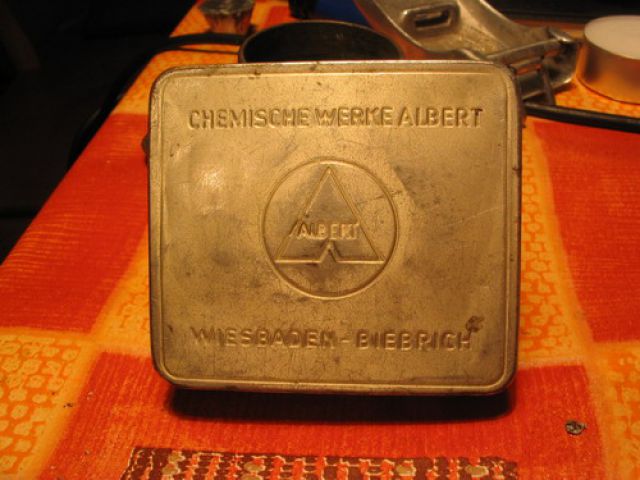 CHEMISCHE WERKE ALBERT
ALBERT
WIESBADEN-BIEBRICH